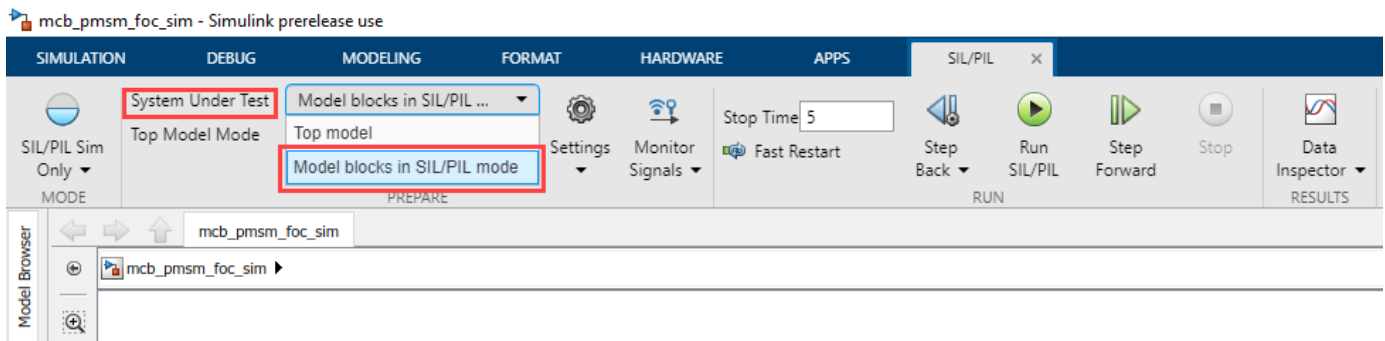 mcb_pmsm_foc_sim - Simulink prerelease use
SIMULATION DEBUG MODELING FORMAT HARDWARE APPS SIL/PIL ×
SIL/PIL Sim Only
MODE
System Under Test Model blocks in SIL/PIL ...
Top Model Mode
Top model
Model blocks in SIL/PIL mode
Settings
Monitor Signals
PREPARE
Stop Time 5
Fast Restart
Step Back
Run SIL/PIL
Step Forward
Stop
RUN
Data Inspector
RESULTS
Model Browser
mcb_pmsm_foc_sim
mcb_pmsm_foc_sim